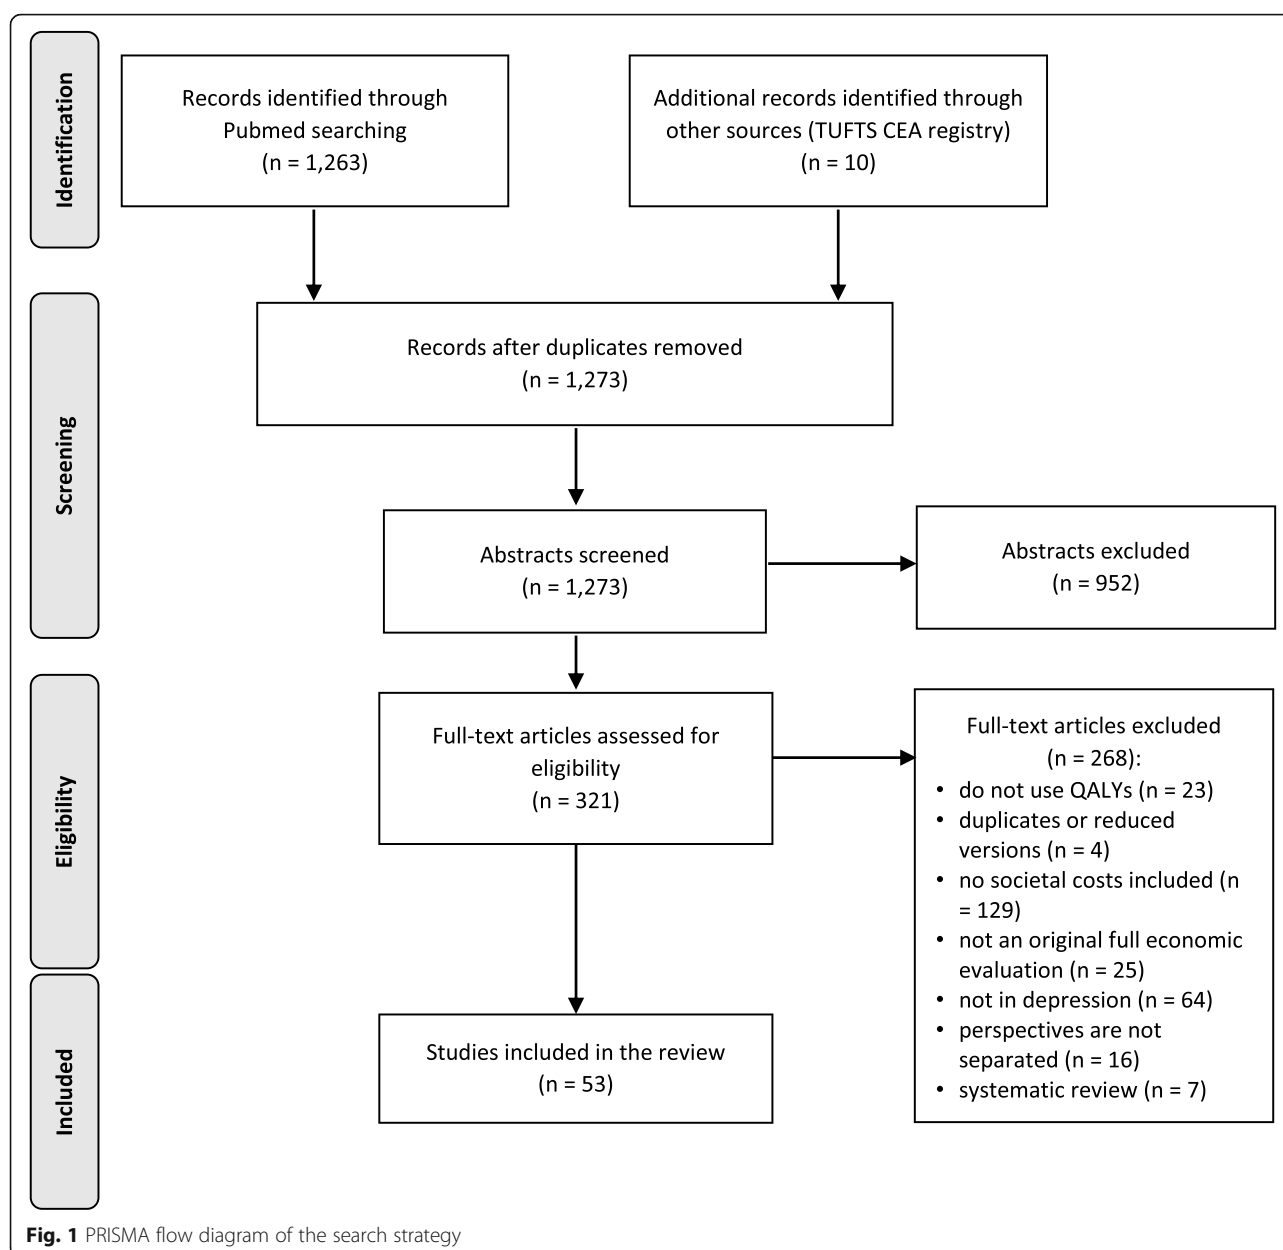 Identification
Records identified through
Pubmed searching
(n = 1,263)
Additional records identified through
other sources (TUFTS CEA registry)
(n = 10)
Screening
Records after duplicates removed
(n = 1,273)
Abstracts screened
(n = 1,273)
Abstracts excluded
(n = 952)
Eligibility
Full-text articles assessed for
eligibility
(n = 321)
Full-text articles excluded
(n = 268):
• do not use QALYs (n = 23)
• duplicates or reduced
versions (n = 4)
• no societal costs included (n
= 129)
• not an original full economic
evaluation (n = 25)
• not in depression (n = 64)
• perspectives are not
separated (n = 16)
• systematic review (n = 7)
Included
Studies included in the review
(n = 53)
Fig. 1 PRISMA flow diagram of the search strategy